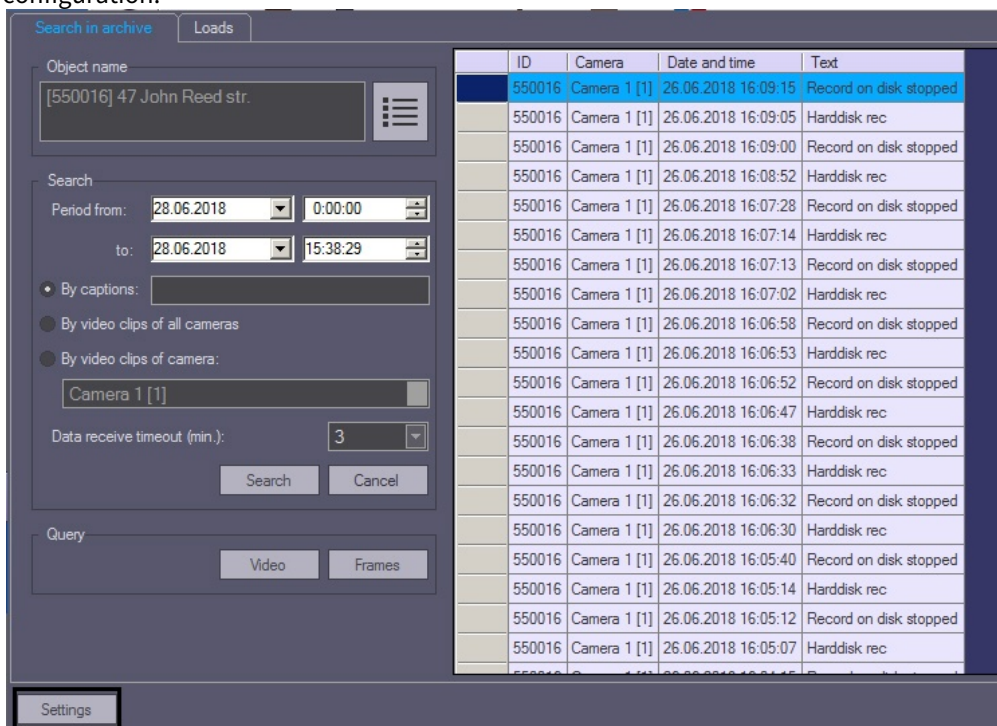 configuration.
Search in archive Loads
Object name
[550016] 47 John Reed str.
Search
Period from: 28.06.2018 0:00:00
to: 28.06.2018 15:38:29
By captions:
By video clips of all cameras
By video clips of camera:
Camera 1 [1]
Data receive timeout (min.): 3
Search Cancel
Query
Video Frames
ID Camera Date and time Text
550016 Camera 1 [1] 26.06.2018 16:09:15 Record on disk stopped
550016 Camera 1 [1] 26.06.2018 16:09:05 Harddisk rec
550016 Camera 1 [1] 26.06.2018 16:09:00 Record on disk stopped
550016 Camera 1 [1] 26.06.2018 16:08:52 Harddisk rec
550016 Camera 1 [1] 26.06.2018 16:07:28 Record on disk stopped
550016 Camera 1 [1] 26.06.2018 16:07:14 Harddisk rec
550016 Camera 1 [1] 26.06.2018 16:07:13 Record on disk stopped
550016 Camera 1 [1] 26.06.2018 16:07:02 Harddisk rec
550016 Camera 1 [1] 26.06.2018 16:06:58 Record on disk stopped
550016 Camera 1 [1] 26.06.2018 16:06:53 Harddisk rec
550016 Camera 1 [1] 26.06.2018 16:06:52 Record on disk stopped
550016 Camera 1 [1] 26.06.2018 16:06:47 Harddisk rec
550016 Camera 1 [1] 26.06.2018 16:06:38 Record on disk stopped
550016 Camera 1 [1] 26.06.2018 16:06:33 Harddisk rec
550016 Camera 1 [1] 26.06.2018 16:06:32 Record on disk stopped
550016 Camera 1 [1] 26.06.2018 16:06:30 Harddisk rec
550016 Camera 1 [1] 26.06.2018 16:05:40 Record on disk stopped
550016 Camera 1 [1] 26.06.2018 16:05:14 Harddisk rec
550016 Camera 1 [1] 26.06.2018 16:05:12 Record on disk stopped
550016 Camera 1 [1] 26.06.2018 16:05:07 Harddisk rec
Settings